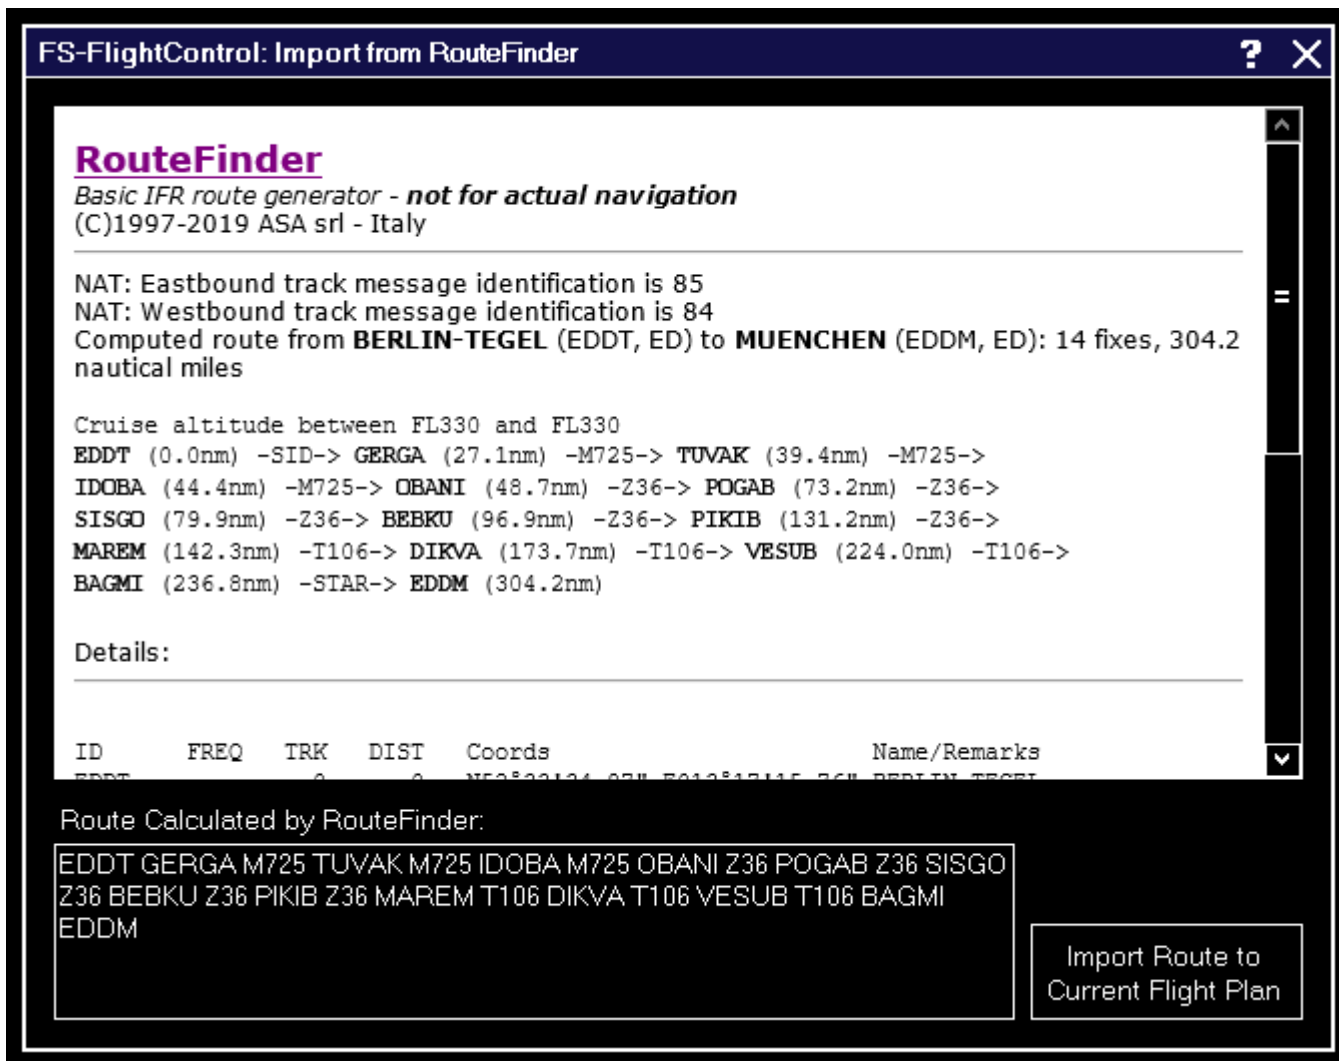 FS-FlightControl: Import from RouteFinder
RouteFinder
Basic IFR route generator - not for actual navigation
(C)1997-2019 ASA srl - Italy
NAT: Eastbound track message identification is 85
NAT: Westbound track message identification is 84
Computed route from BERLIN-TEGEL (EDDT, ED) to MUENCHEN (EDDM, ED): 14 fixes, 304.2
nautical miles
Cruise altitude between FL330 and FL330
EDDT (0.0nm) -SID-> GERGA (27.1nm) -M725-> TUVAK (39.4nm) -M725->
IDOBA (44.4nm) -M725-> OBANI (48.7nm) -Z36-> POGAB (73.2nm) -Z36->
SISGO (79.9nm) -Z36-> BEBKU (96.9nm) -Z36-> PIKIB (131.2nm) -Z36->
MAREM (142.3nm) -T106-> DIKVA (173.7nm) -T106-> VESUB (224.0nm) -T106->
BAGMI (236.8nm) -STAR-> EDDM (304.2nm)
Details:
ID FREQ TRK DIST Coords Name/Remarks
EDDT 0 0 BERLIN-TEGEL
Route Calculated by RouteFinder:
EDDT GERGA M725 TUVAK M725 IDOBA M725 OBANI Z36 POGAB Z36 SISGO
Z36 BEBKU Z36 PIKIB Z36 MAREM T106 DIKVA T106 VESUB T106 BAGMI
EDDM
Import Route to
Current Flight Plan